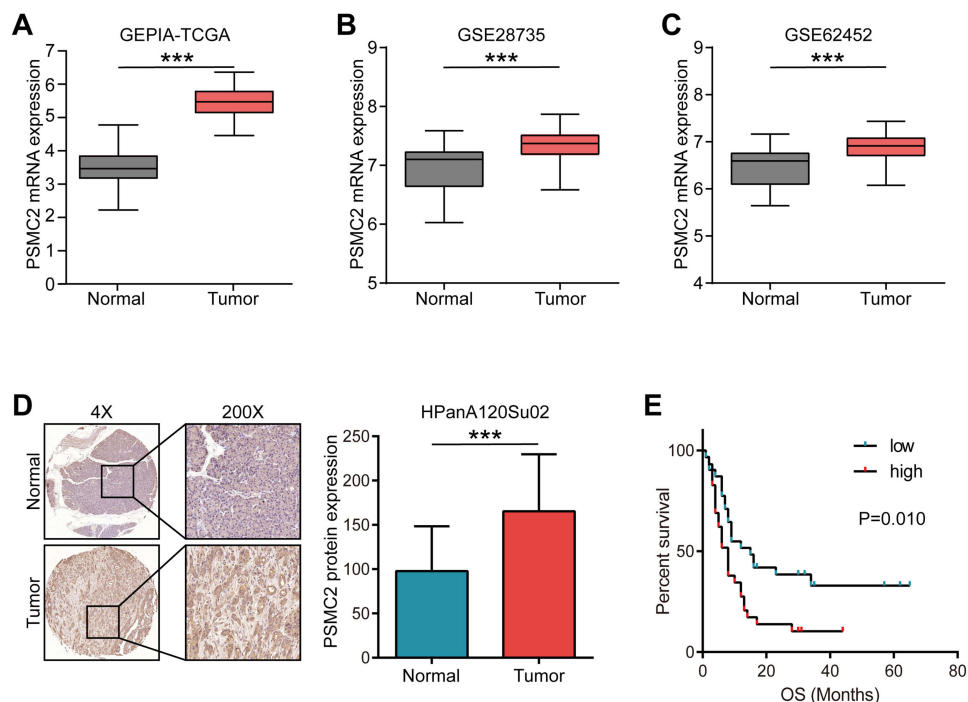 A
GEPIA-TCGA
***
PSMC2 mRNA expression
7
6
5
4
3
2
1
0
Normal
Tumor
B
GSE28735
***
PSMC2 mRNA expression
9
8
7
6
5
Normal
Tumor
C
GSE62452
***
PSMC2 mRNA expression
9
8
7
6
5
4
Normal
Tumor
D
4X
200X
Normal
Tumor
HPanA120Su02
***
PSMC2 protein expression
250
200
150
100
50
0
Normal
Tumor
E
low
high
P=0.010
Percent survival
100
50
0
0
20
40
60
80
OS (Months)